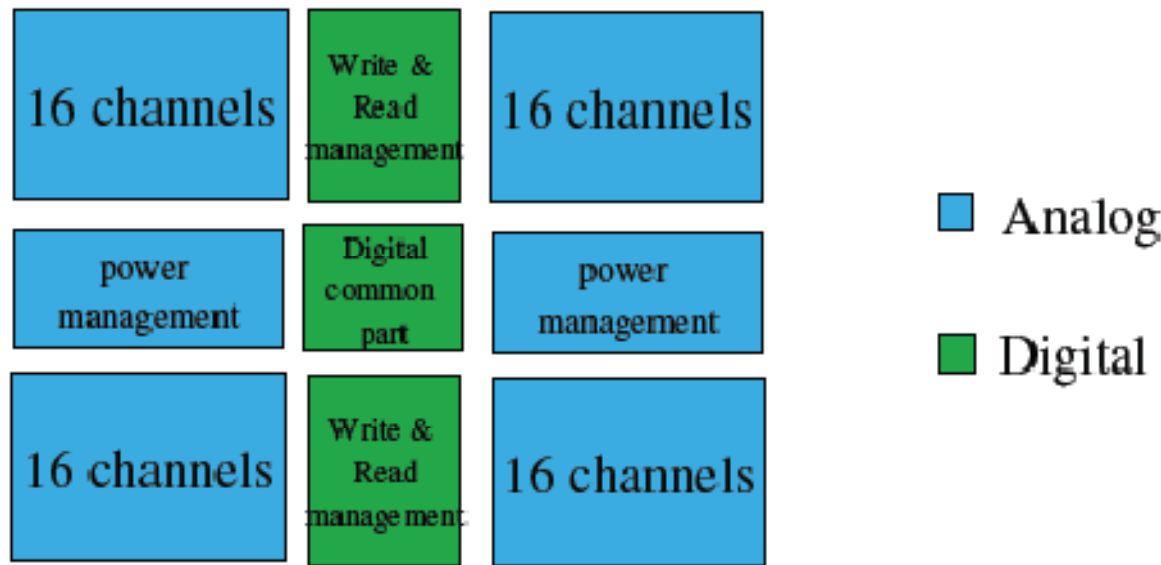 16 channels
Write &
Read
management
16 channels
power
management
Digital
common
part
power
management
16 channels
Write &
Read
management
16 channels
Analog
Digital